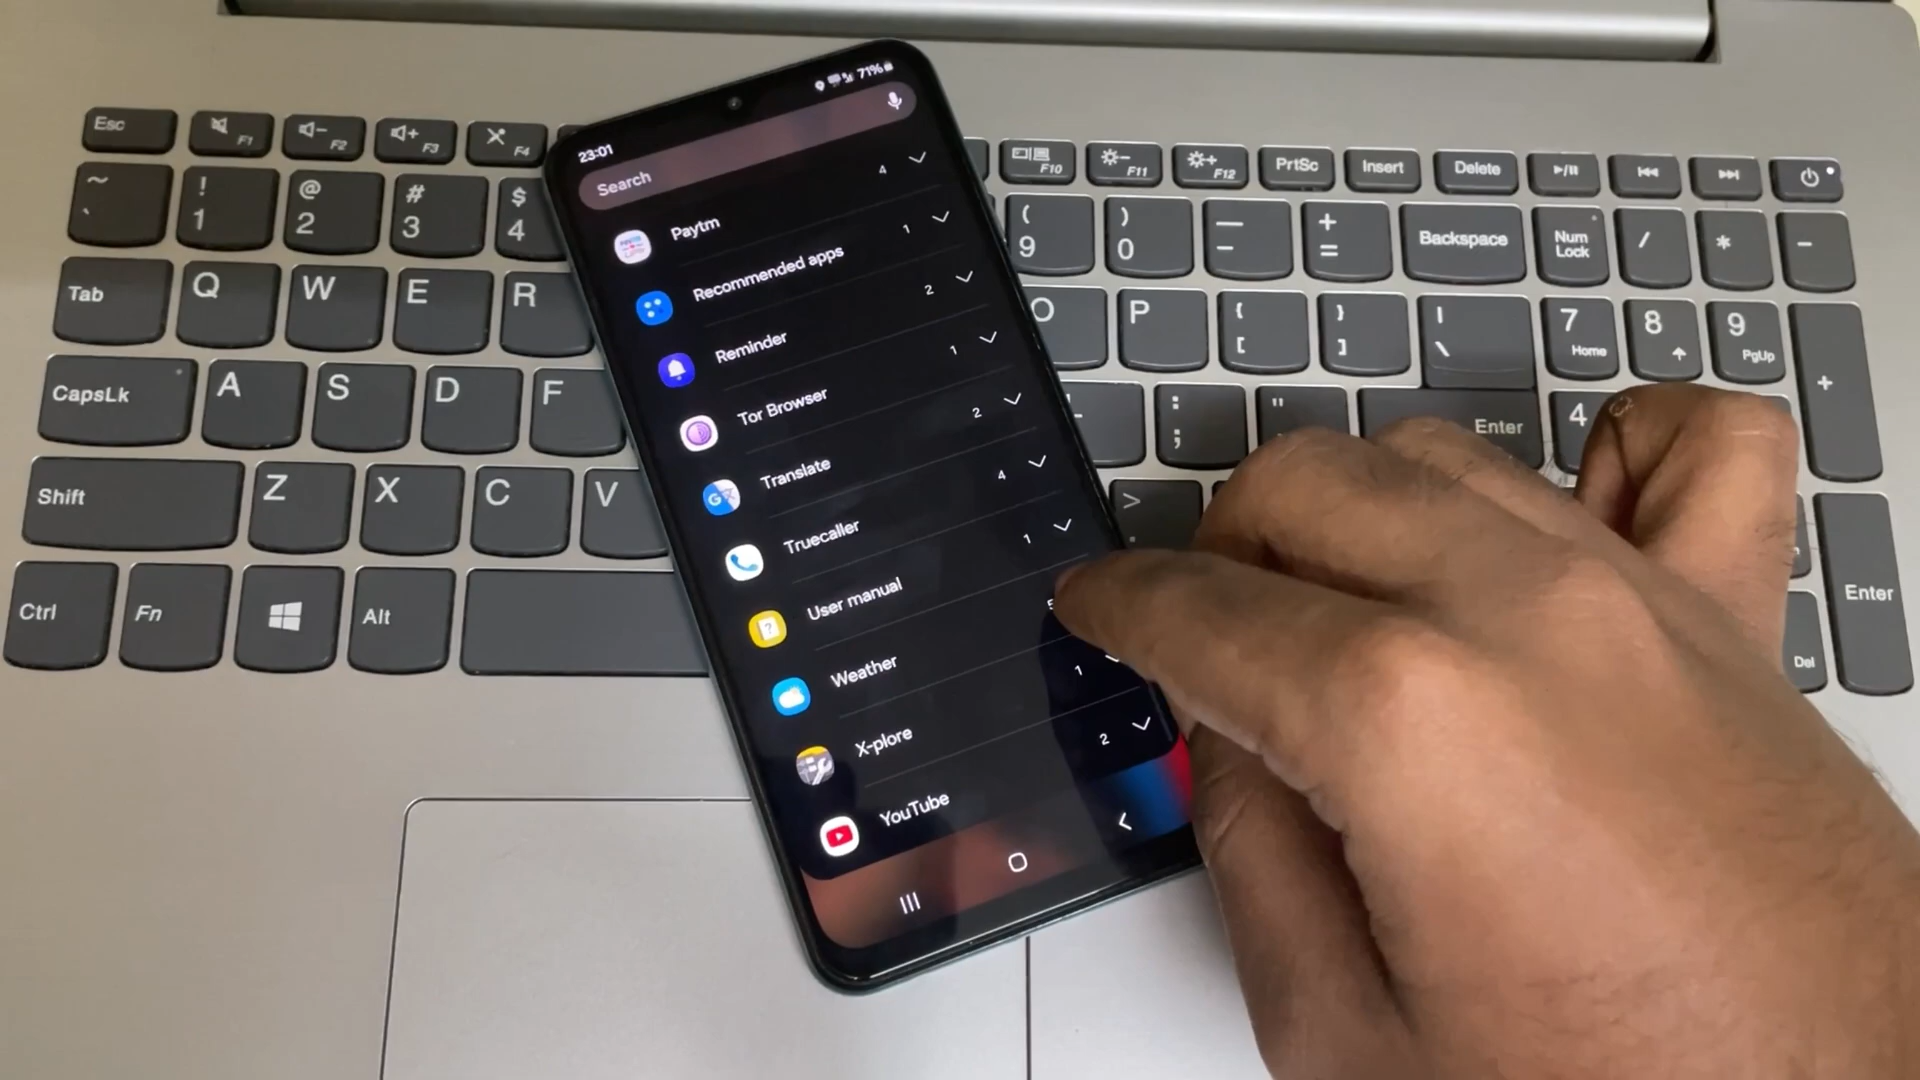 23:01 71%
Search
Paytm 4
Recommended apps 1
Reminder 2
Tor Browser 1
Translate 2
Truecaller 4
User manual 1
Weather 5
X-plore 1
YouTube 2
Esc F1 F2 F3 F4 F10 F11 F12 PrtSc Insert Delete
~ ` ! 1 @ 2 # 3 $ 4 ( 9 ) 0 — - + = Backspace Num Lock / * -
Tab Q W E R O P { [ } ] | \ 7 Home 8 9 PgUp +
CapsLk A S D F : ; " Enter 4
Shift Z X C V > . Enter
Ctrl Fn Alt Del